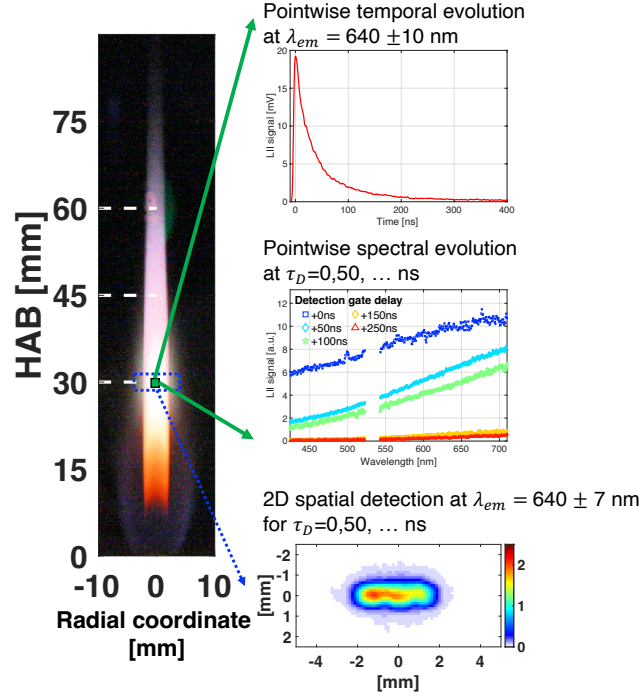 Pointwise temporal evolution
at λ_em = 640 ±10 nm
20
15
10
5
0
LII signal [mV]
0 100 200 300 400
Time [ns]
75
60
45
30
15
0
HAB [mm]
-10 0 10
Radial coordinate
[mm]
Pointwise spectral evolution
at τ_D=0,50, … ns
12
10
8
6
4
2
0
LII signal [a.u.]
Detection gate delay
+0ns +150ns
+50ns +250ns
+100ns
450 500 550 600 650 700
Wavelength [nm]
2D spatial detection at λ_em = 640 ± 7 nm
for τ_D=0,50, … ns
-2
-1
0
1
2
[mm]
-4 -2 0 2 4
[mm]
2
1
0